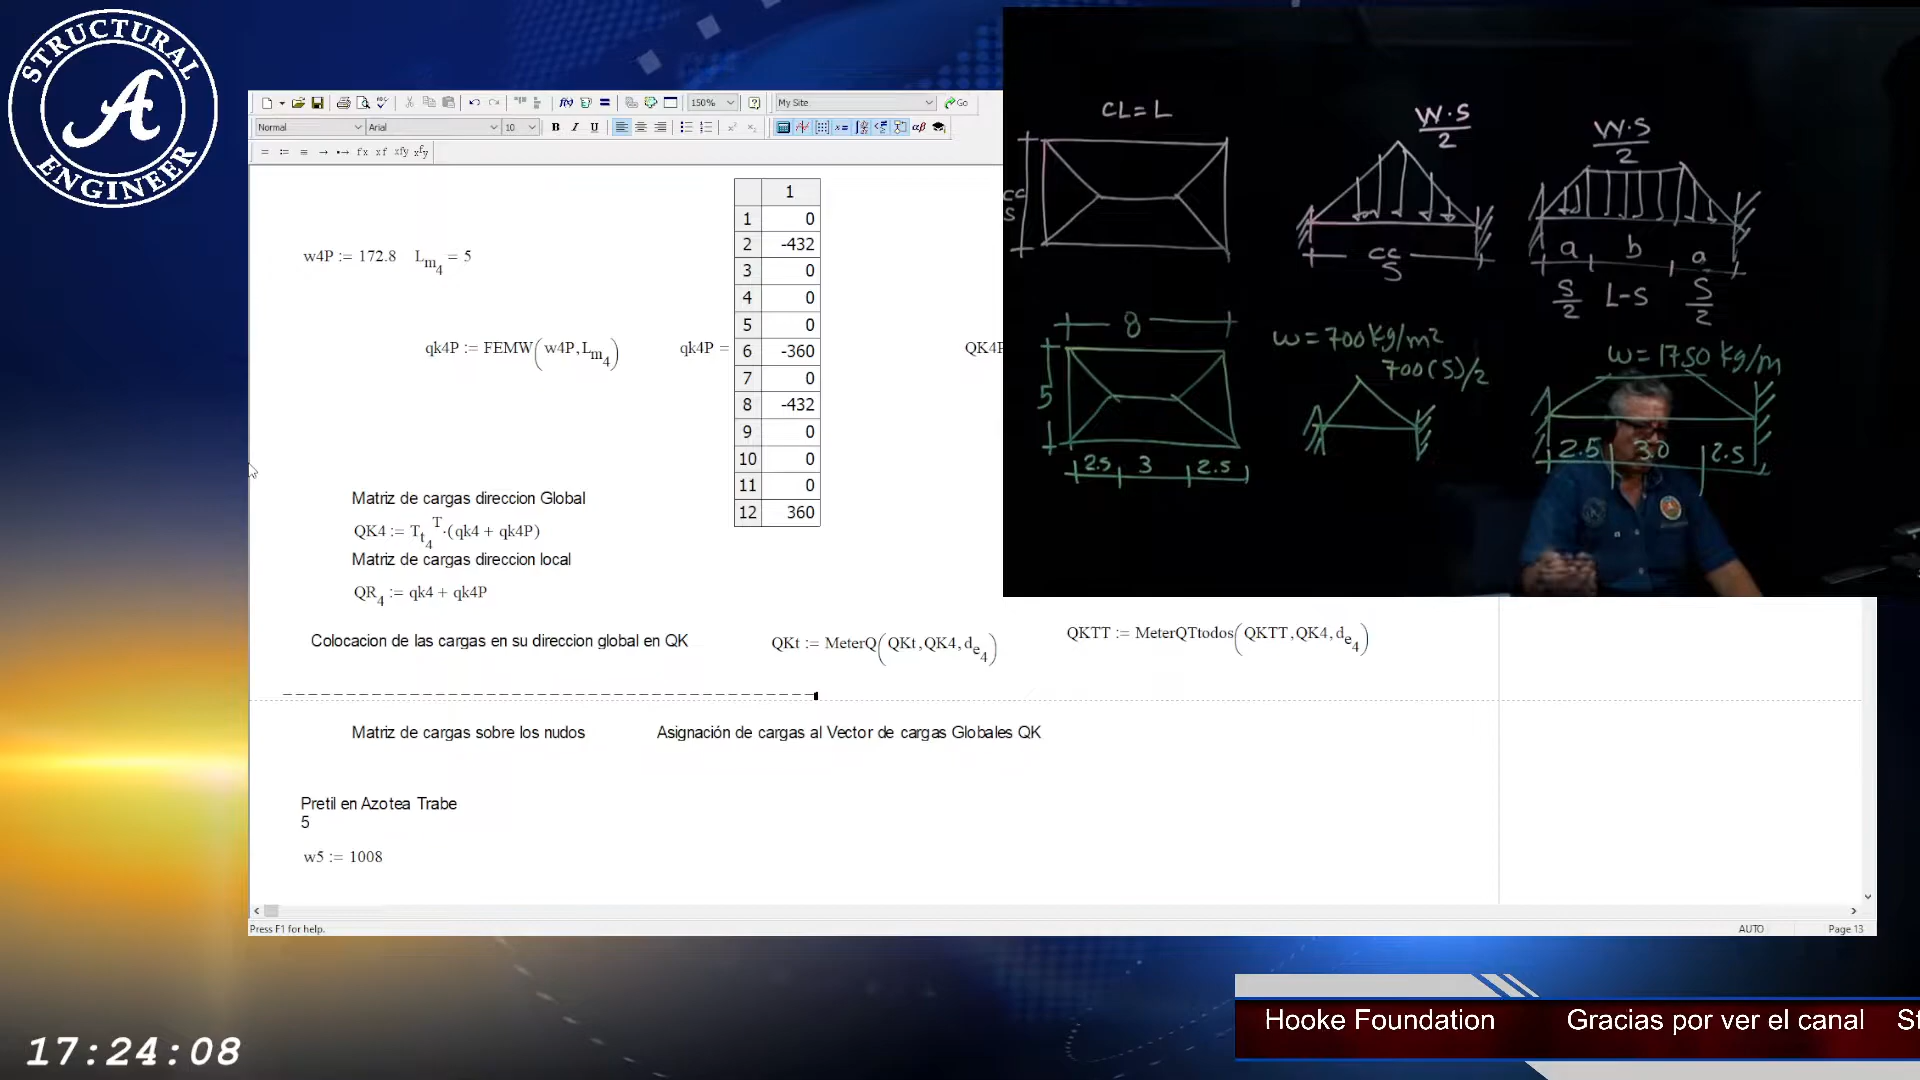 STRUCTURAL
A
ENGINEER
150%
My Site
Go
Normal
Arial
10
B I U
w4P := 172.8 Lm4 = 5
qk4P := FEMW(w4P, Lm4)
qk4P =
1
1 0
2 -432
3 0
4 0
5 0
6 -360
7 0
8 -432
9 0
10 0
11 0
12 360
QK4P
Matriz de cargas direccion Global
QK4 := Tt4^T·(qk4 + qk4P)
Matriz de cargas direccion local
QR4 := qk4 + qk4P
Colocacion de las cargas en su direccion global en QK
QKt := MeterQ(QKt, QK4, de4)
QKTT := MeterQTtodos(QKTT, QK4, de4)
Matriz de cargas sobre los nudos
Asignación de cargas al Vector de cargas Globales QK
Pretil en Azotea Trabe
5
w5 := 1008
Press F1 for help.
AUTO
Page 13
CL=L
cc
S
W·S
2
cc
S
W·S
2
a b a
S/2 L-S S/2
8
5
2.5 3 2.5
w=700kg/m2
700(5)/2
w=1750 kg/m
2.5 3.0 2.5
Hooke Foundation
Gracias por ver el canal
17:24:08